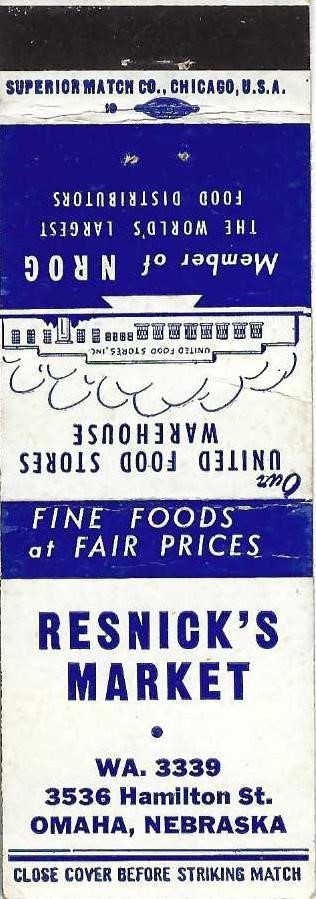 SUPERIOR MATCH CO., CHICAGO, U.S.A.
Our
UNITED FOOD STORES
WAREHOUSE
UNITED FOOD STORES, INC.
Member of NROG
THE WORLD'S LARGEST
FOOD DISTRIBUTORS
FINE FOODS
at FAIR PRICES
RESNICK'S
MARKET
WA. 3339
3536 Hamilton St.
OMAHA, NEBRASKA
CLOSE COVER BEFORE STRIKING MATCH